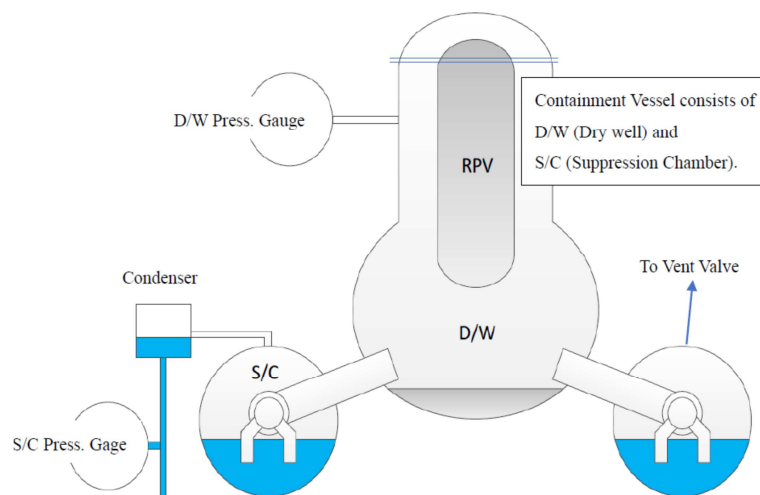 D/W Press. Gauge
Containment Vessel consists of
D/W (Dry well) and
S/C (Suppression Chamber).
RPV
Condenser
To Vent Valve
D/W
S/C
S/C Press. Gage